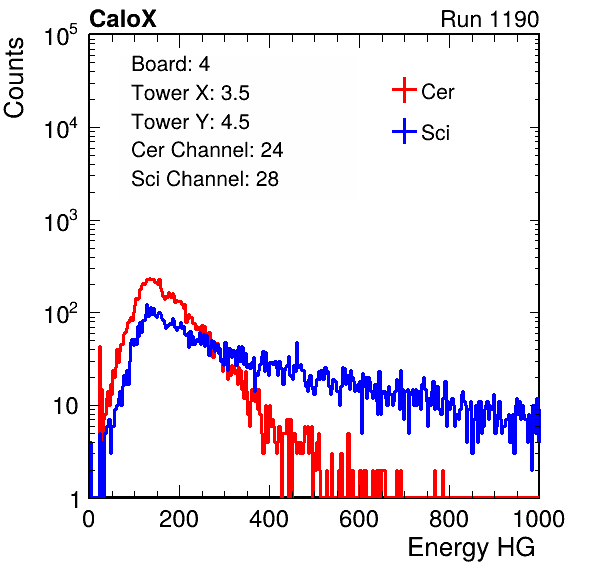 CaloX Run 1190
Counts
10^5
10^4
10^3
10^2
10
1
Board: 4
Tower X: 3.5
Tower Y: 4.5
Cer Channel: 24
Sci Channel: 28
Cer
Sci
0 200 400 600 800 1000
Energy HG